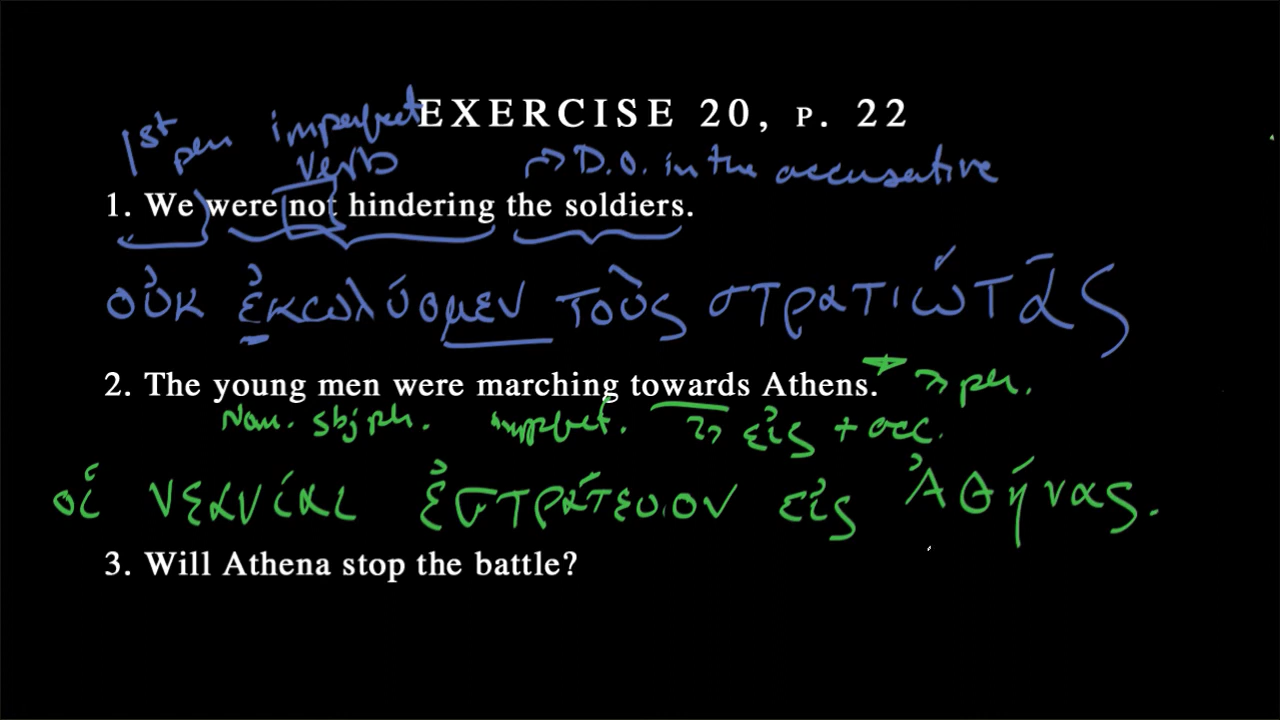 EXERCISE 20, P. 22
1st pers imperfect verb → D.O. in the accusative
1. We were not hindering the soldiers.
οὐκ ἐκωλύομεν τοὺς στρατιώτᾱς
2. The young men were marching towards Athens. → pl.
Nom. sbj pl. imperfect. → εἰς + acc.
οἱ νεανίαι ἐστράτευον εἰς Ἀθήνας.
3. Will Athena stop the battle?